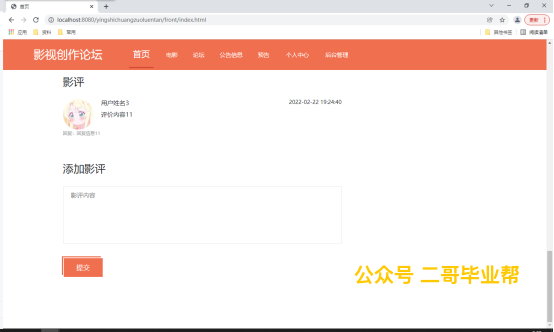 首页
localhost:8080/yingshichuangzuoluentan/front/index.html
更新
应用 资料 常用 其他书签 阅读清单
影视创作论坛 首页 电影 论坛 公告信息 预告 个人中心 后台管理
影评
用户姓名3 2022-02-22 19:24:40
评价内容11
回复：回复信息11
添加影评
影评内容
提交
公众号 二哥毕业帮